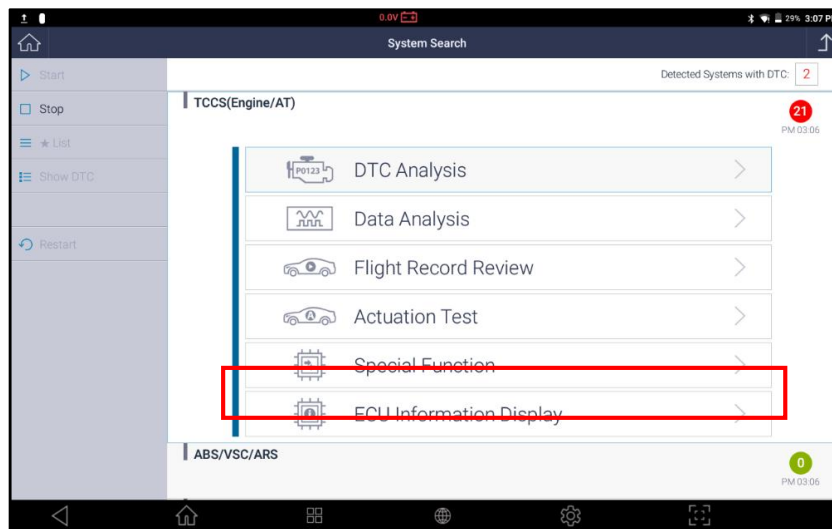 0.0V
29% 3:07 P
System Search
Start
Detected Systems with DTC: 2
Stop
TCCS(Engine/AT)
21
PM 03:06
★ List
P0123
DTC Analysis
Show DTC
Data Analysis
Restart
Flight Record Review
Actuation Test
Special Function
ECU Information Display
ABS/VSC/ARS
0
PM 03:06